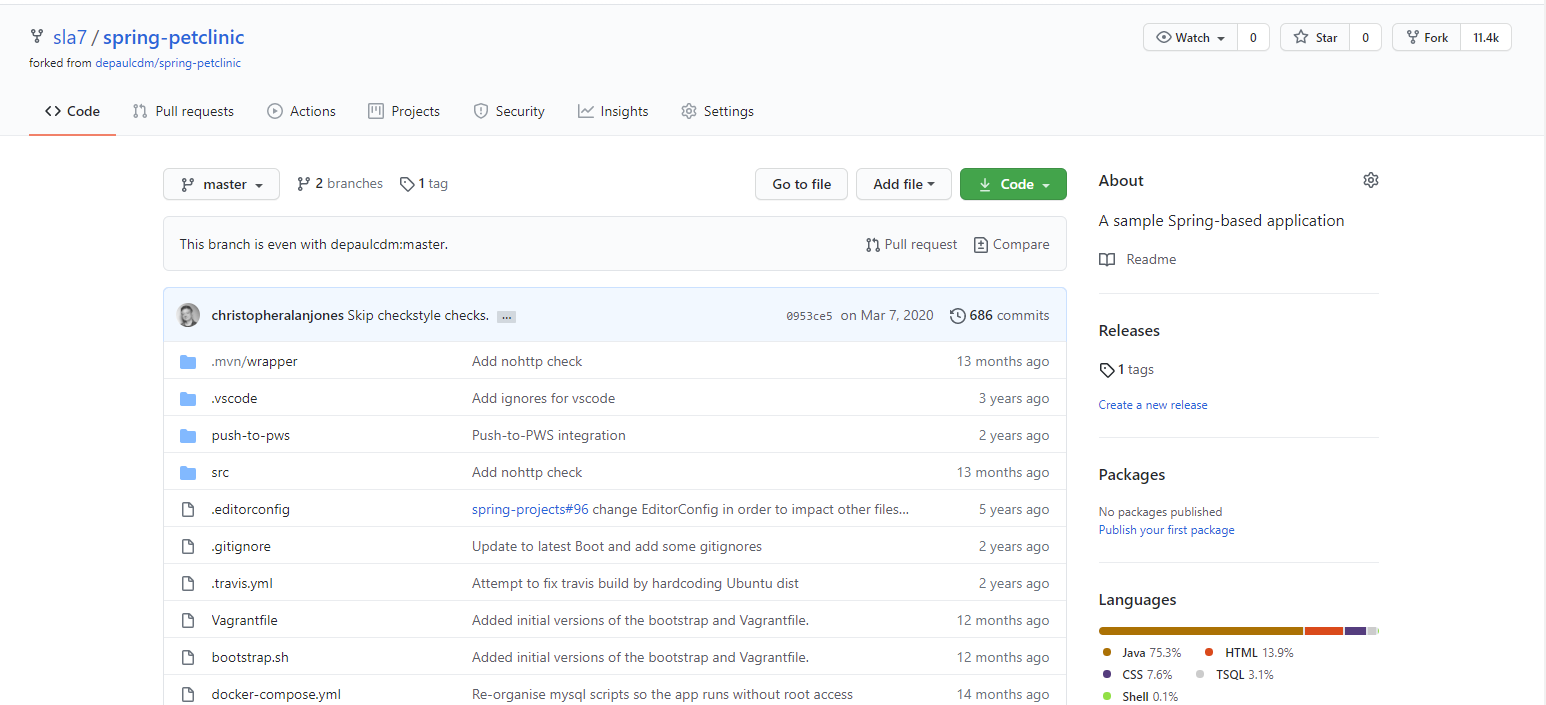 sla7 / spring-petclinic
forked from depaulcdm/spring-petclinic
Watch 0 Star 0 Fork 11.4k
Code Pull requests Actions Projects Security Insights Settings
master 2 branches 1 tag Go to file Add file Code
This branch is even with depaulcdm:master. Pull request Compare
christopheralanjones Skip checkstyle checks. ... 0953ce5 on Mar 7, 2020 686 commits
.mvn/wrapper Add nohttp check 13 months ago
.vscode Add ignores for vscode 3 years ago
push-to-pws Push-to-PWS integration 2 years ago
src Add nohttp check 13 months ago
.editorconfig spring-projects#96 change EditorConfig in order to impact other files... 5 years ago
.gitignore Update to latest Boot and add some gitignores 2 years ago
.travis.yml Attempt to fix travis build by hardcoding Ubuntu dist 2 years ago
Vagrantfile Added initial versions of the bootstrap and Vagrantfile. 12 months ago
bootstrap.sh Added initial versions of the bootstrap and Vagrantfile. 12 months ago
docker-compose.yml Re-organise mysql scripts so the app runs without root access 14 months ago
About
A sample Spring-based application
Readme
Releases
1 tags
Create a new release
Packages
No packages published
Publish your first package
Languages
Java 75.3% HTML 13.9%
CSS 7.6% TSQL 3.1%
Shell 0.1%